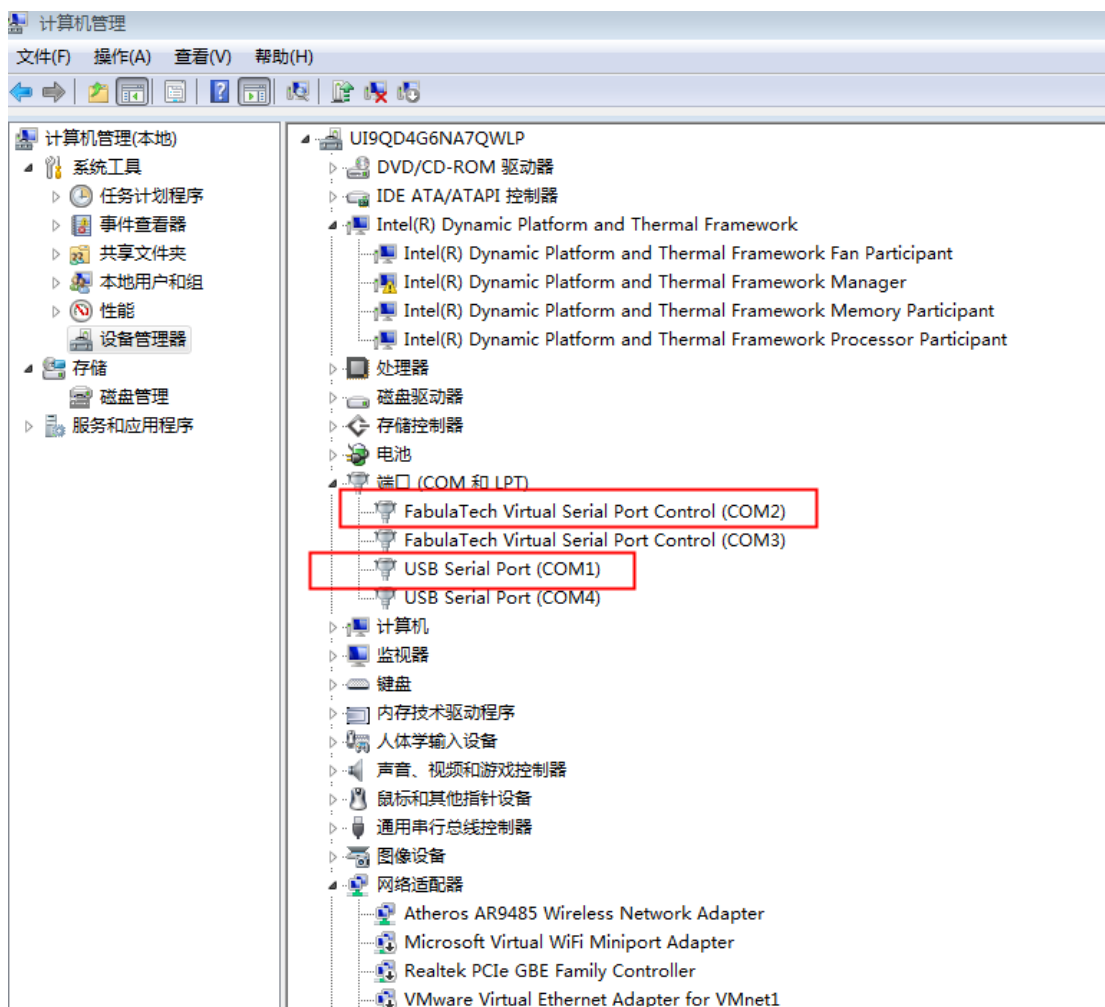 计算机管理
文件(F) 操作(A) 查看(V) 帮助(H)
计算机管理(本地)
系统工具
任务计划程序
事件查看器
共享文件夹
本地用户和组
性能
设备管理器
存储
磁盘管理
服务和应用程序
UI9QD4G6NA7QWLP
DVD/CD-ROM 驱动器
IDE ATA/ATAPI 控制器
Intel(R) Dynamic Platform and Thermal Framework
Intel(R) Dynamic Platform and Thermal Framework Fan Participant
Intel(R) Dynamic Platform and Thermal Framework Manager
Intel(R) Dynamic Platform and Thermal Framework Memory Participant
Intel(R) Dynamic Platform and Thermal Framework Processor Participant
处理器
磁盘驱动器
存储控制器
电池
端口 (COM 和 LPT)
FabulaTech Virtual Serial Port Control (COM2)
FabulaTech Virtual Serial Port Control (COM3)
USB Serial Port (COM1)
USB Serial Port (COM4)
计算机
监视器
键盘
内存技术驱动程序
人体学输入设备
声音、视频和游戏控制器
鼠标和其他指针设备
通用串行总线控制器
图像设备
网络适配器
Atheros AR9485 Wireless Network Adapter
Microsoft Virtual WiFi Miniport Adapter
Realtek PCIe GBE Family Controller
VMware Virtual Ethernet Adapter for VMnet1